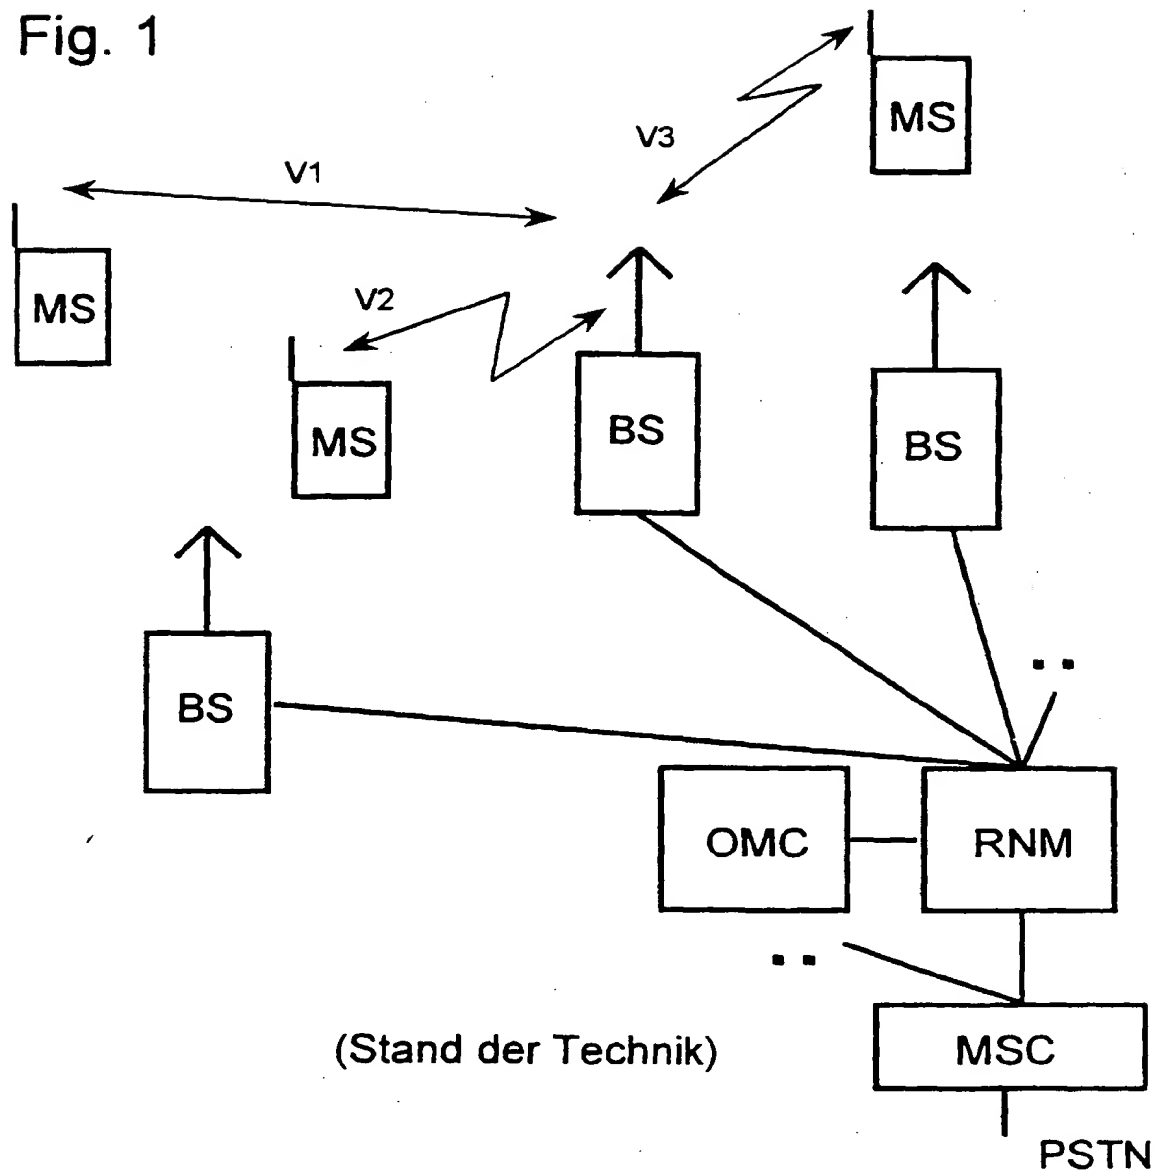 Fig. 1
MS
V3
V1
MS
V2
MS
BS
BS
BS
OMC
RNM
(Stand der Technik)
MSC
PSTN